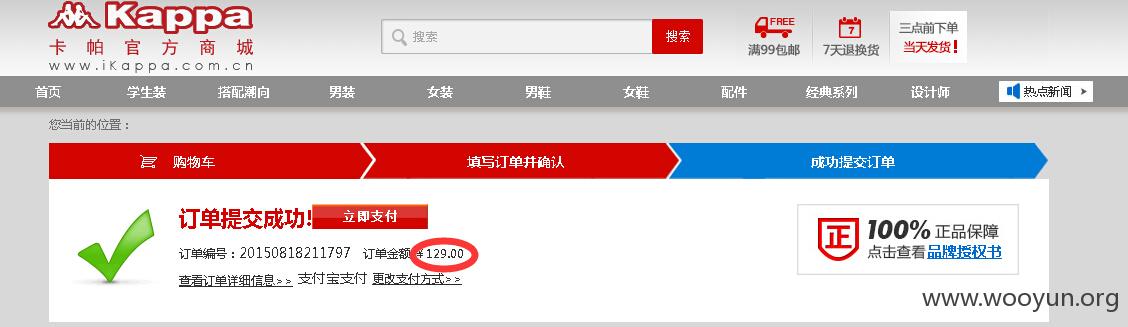 Kappa
卡帕官方商城
www.iKappa.com.cn
搜索 搜索
FREE
满99包邮
7
7天退换货
三点前下单
当天发货!
首页 学生装 搭配潮向 男装 女装 男鞋 女鞋 配件 经典系列 设计师 热点新闻
您当前的位置：
购物车 填写订单并确认 成功提交订单
订单提交成功! 立即支付
订单编号：20150818211797 订单金额 ¥129.00
查看订单详细信息>> 支付宝支付 更改支付方式>>
正 100% 正品保障
点击查看 品牌授权书
www.wooyun.org